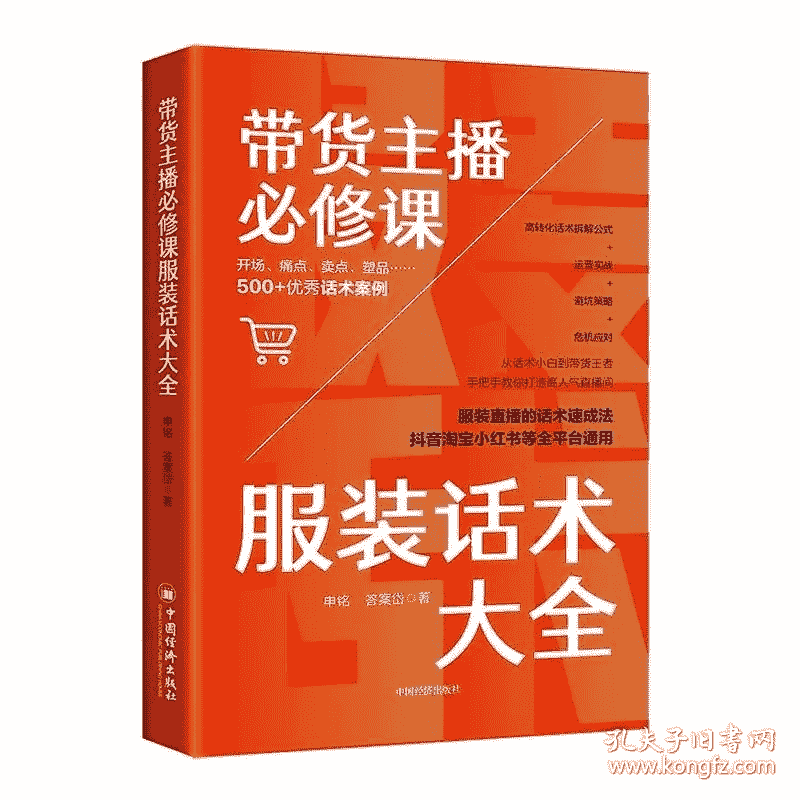 带货主播必修课服装话术大全
申铭 答案岱◎著
中国经济出版社
带货主播
必修课
开场、痛点、卖点、塑品……
500+优秀话术案例
高转化话术拆解公式
+
运营实战
+
避坑策略
+
危机应对
从话术小白到带货王者
手把手教你打造高人气直播间
服装直播的话术速成法
抖音淘宝小红书等全平台通用
服装话术
大全
申铭 答案岱◎著
中国经济出版社
孔夫子旧书网
www.kongfz.com